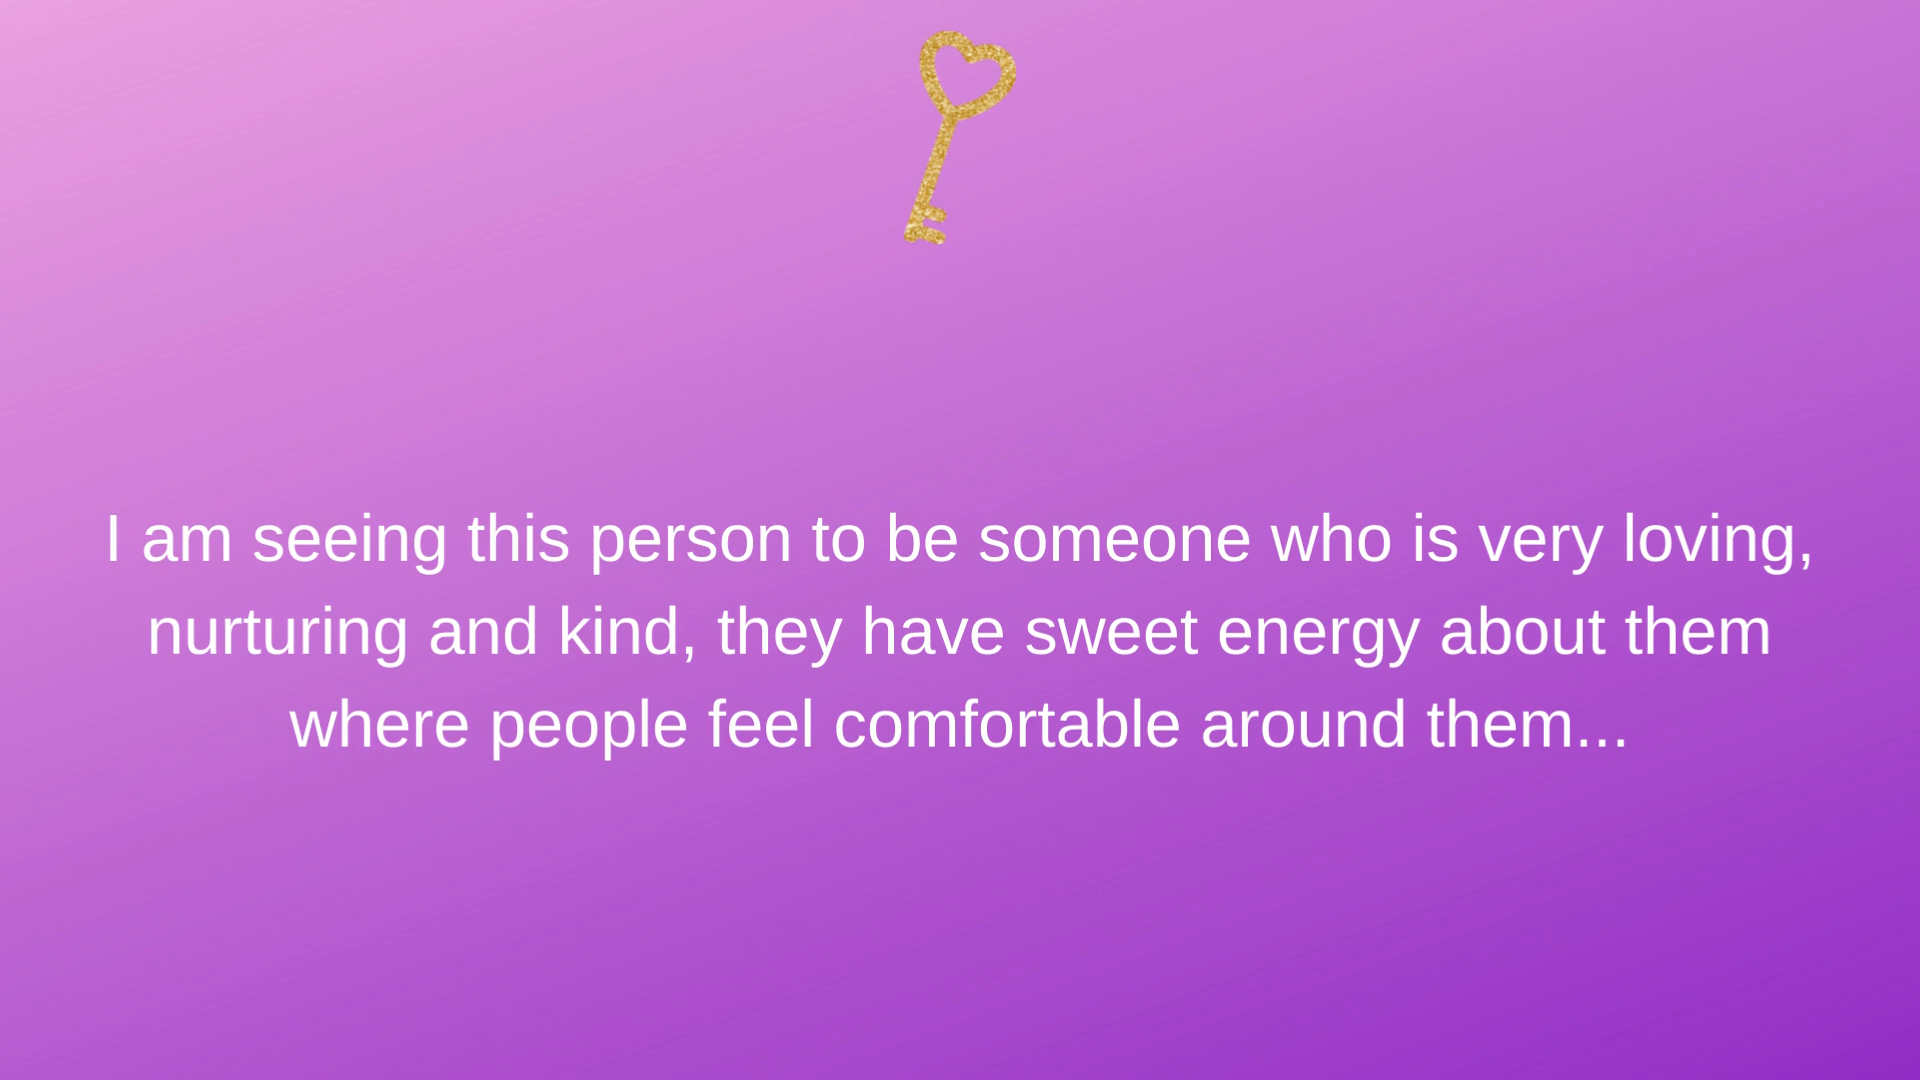 I am seeing this person to be someone who is very loving,
nurturing and kind, they have sweet energy about them
where people feel comfortable around them...